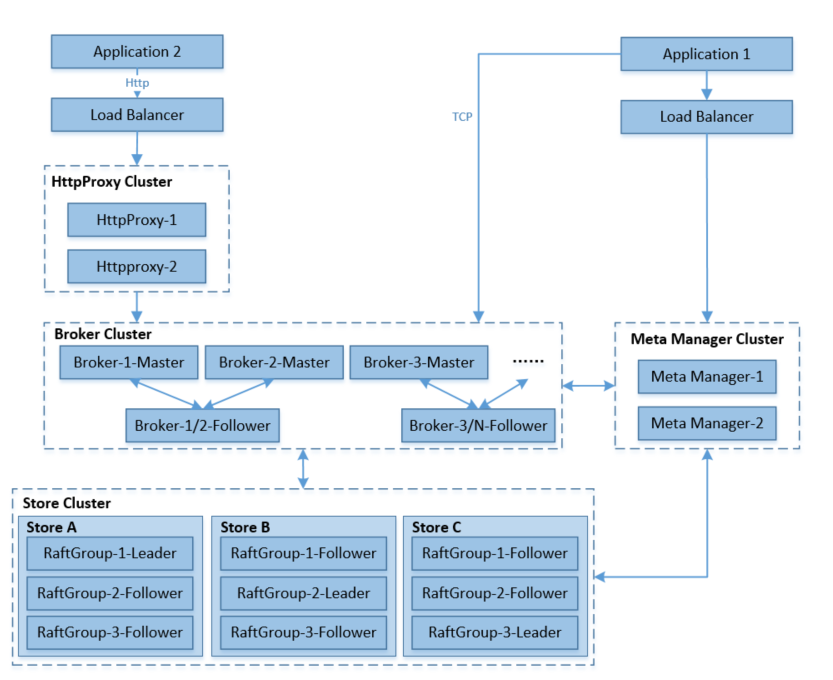 Application 2
Application 1
Http
Load Balancer
Load Balancer
TCP
HttpProxy Cluster
HttpProxy-1
Httpproxy-2
Broker Cluster
Broker-1-Master
Broker-2-Master
Broker-3-Master
......
Broker-1/2-Follower
Broker-3/N-Follower
Meta Manager Cluster
Meta Manager-1
Meta Manager-2
Store Cluster
Store A
RaftGroup-1-Leader
RaftGroup-2-Follower
RaftGroup-3-Follower
Store B
RaftGroup-1-Follower
RaftGroup-2-Leader
RaftGroup-3-Follower
Store C
RaftGroup-1-Follower
RaftGroup-2-Follower
RaftGroup-3-Leader